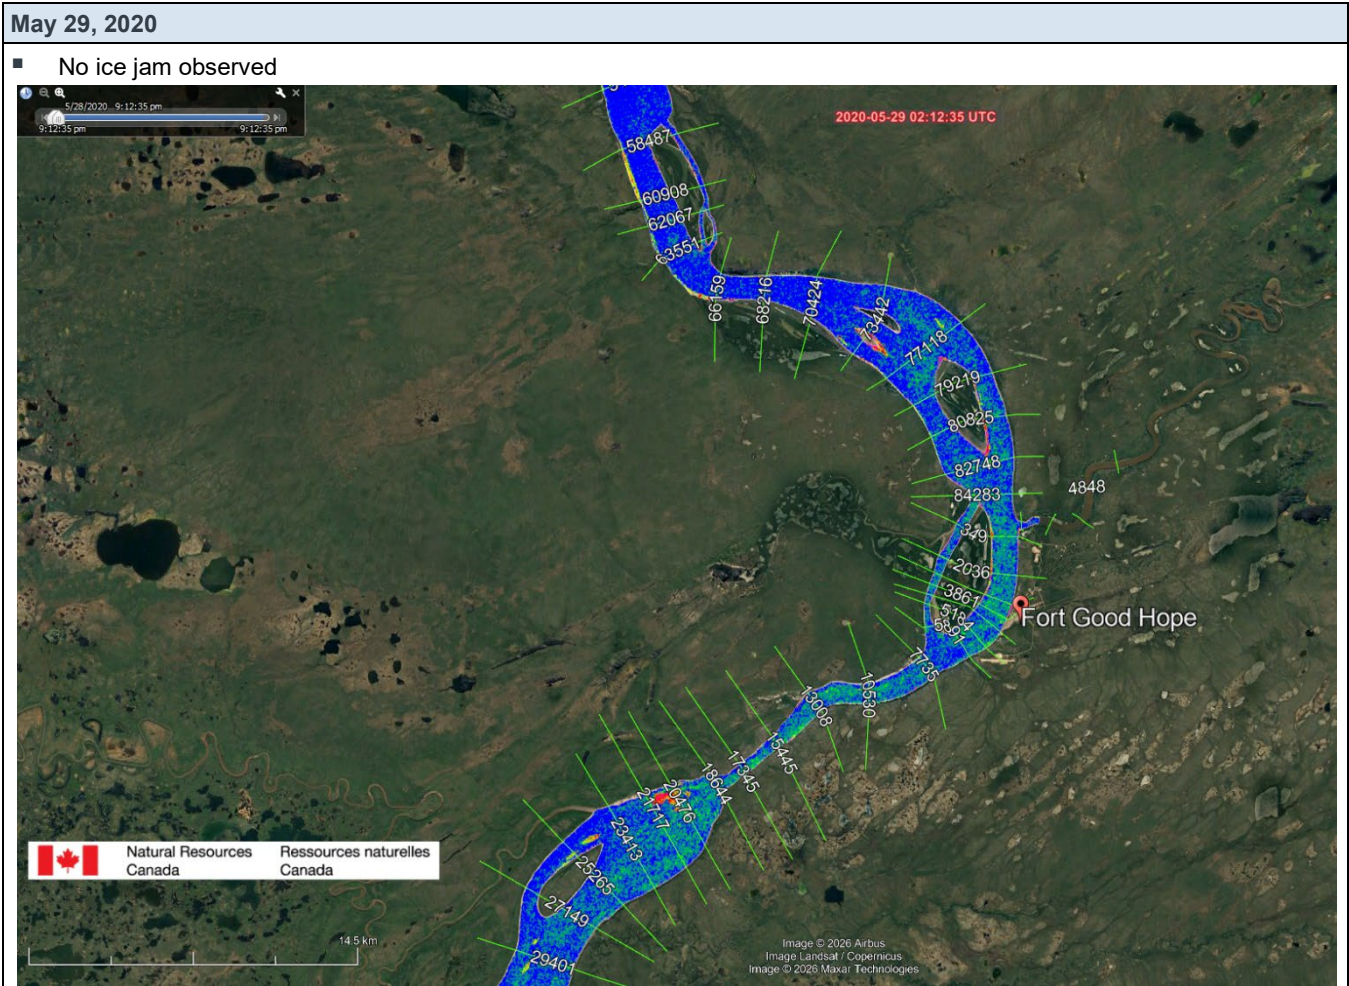 May 29, 2020
▪ No ice jam observed
5/28/2020 9:12:35 pm
9:12:35 pm 9:12:35 pm
2020-05-29 02:12:35 UTC
58487
60908
62067
63551
66159
68216
70424
73442
77118
79219
80825
82748
84283
4848
349
2036
3861
5184
5891
Fort Good Hope
7735
10530
13008
15445
17345
18644
20476
21717
23413
25265
27149
29401
Natural Resources Canada
Ressources naturelles Canada
14.5 km
Image © 2026 Airbus
Image Landsat / Copernicus
Image © 2026 Maxar Technologies